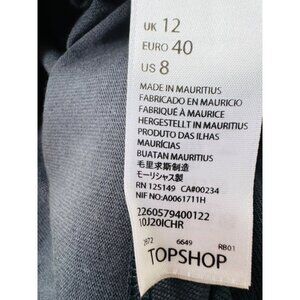 UK 12
EURO 40
US 8
MADE IN MAURITIUS
FABRICADO EN MAURICIO
FABRIQUÉ À MAURICE
HERGESTELLT IN MAURITIUS
PRODUTO DAS ILHAS
MAURÍCIAS
BUATAN MAURITIUS
毛里求斯制造
モーリシャス製
RN 125149 CA#00234
NIF NO:A0061711H
2260579400122
10J20ICHR
2872 6649 RB01
TOPSHOP